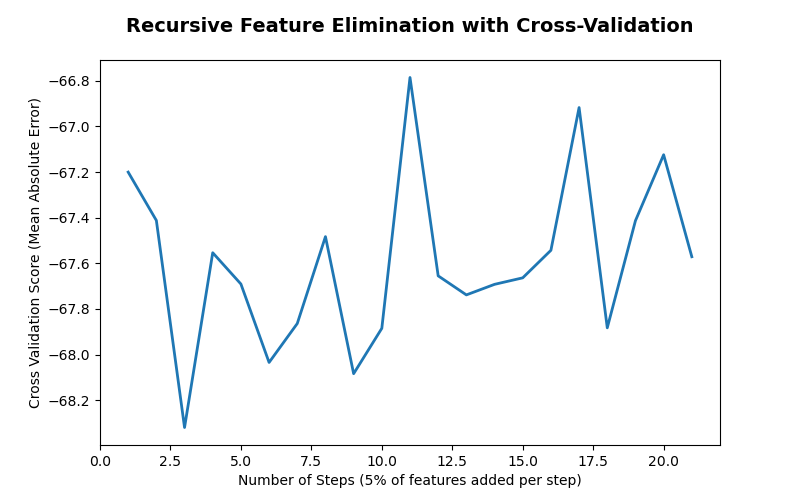 Recursive Feature Elimination with Cross-Validation
Cross Validation Score (Mean Absolute Error)
−66.8
−67.0
−67.2
−67.4
−67.6
−67.8
−68.0
−68.2
0.0 2.5 5.0 7.5 10.0 12.5 15.0 17.5 20.0
Number of Steps (5% of features added per step)